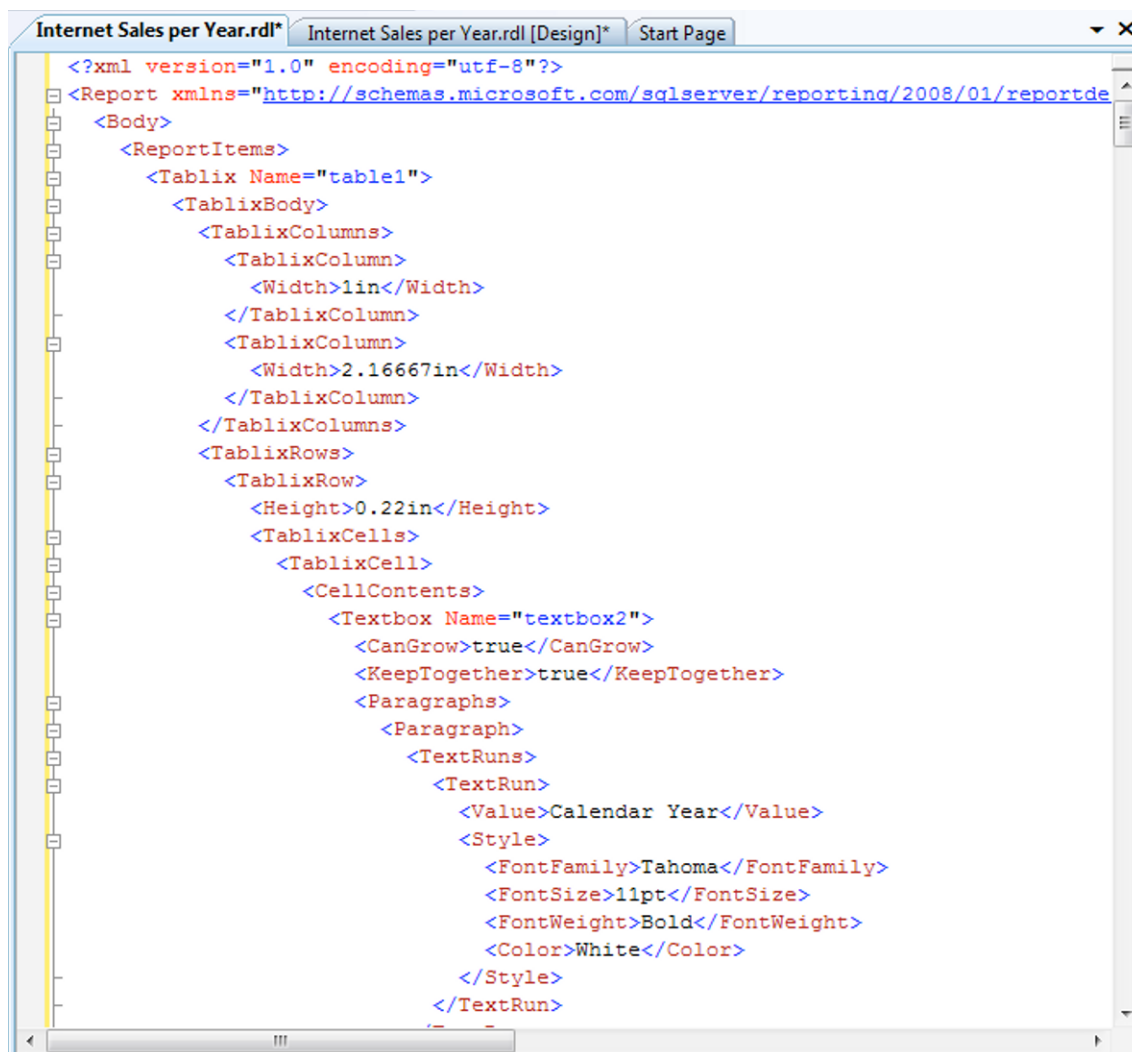 Internet Sales per Year.rdl* Internet Sales per Year.rdl [Design]* Start Page
<?xml version="1.0" encoding="utf-8"?>
<Report xmlns="http://schemas.microsoft.com/sqlserver/reporting/2008/01/reportde
<Body>
<ReportItems>
<Tablix Name="table1">
<TablixBody>
<TablixColumns>
<TablixColumn>
<Width>1in</Width>
</TablixColumn>
<TablixColumn>
<Width>2.16667in</Width>
</TablixColumn>
</TablixColumns>
<TablixRows>
<TablixRow>
<Height>0.22in</Height>
<TablixCells>
<TablixCell>
<CellContents>
<Textbox Name="textbox2">
<CanGrow>true</CanGrow>
<KeepTogether>true</KeepTogether>
<Paragraphs>
<Paragraph>
<TextRuns>
<TextRun>
<Value>Calendar Year</Value>
<Style>
<FontFamily>Tahoma</FontFamily>
<FontSize>11pt</FontSize>
<FontWeight>Bold</FontWeight>
<Color>White</Color>
</Style>
</TextRun>